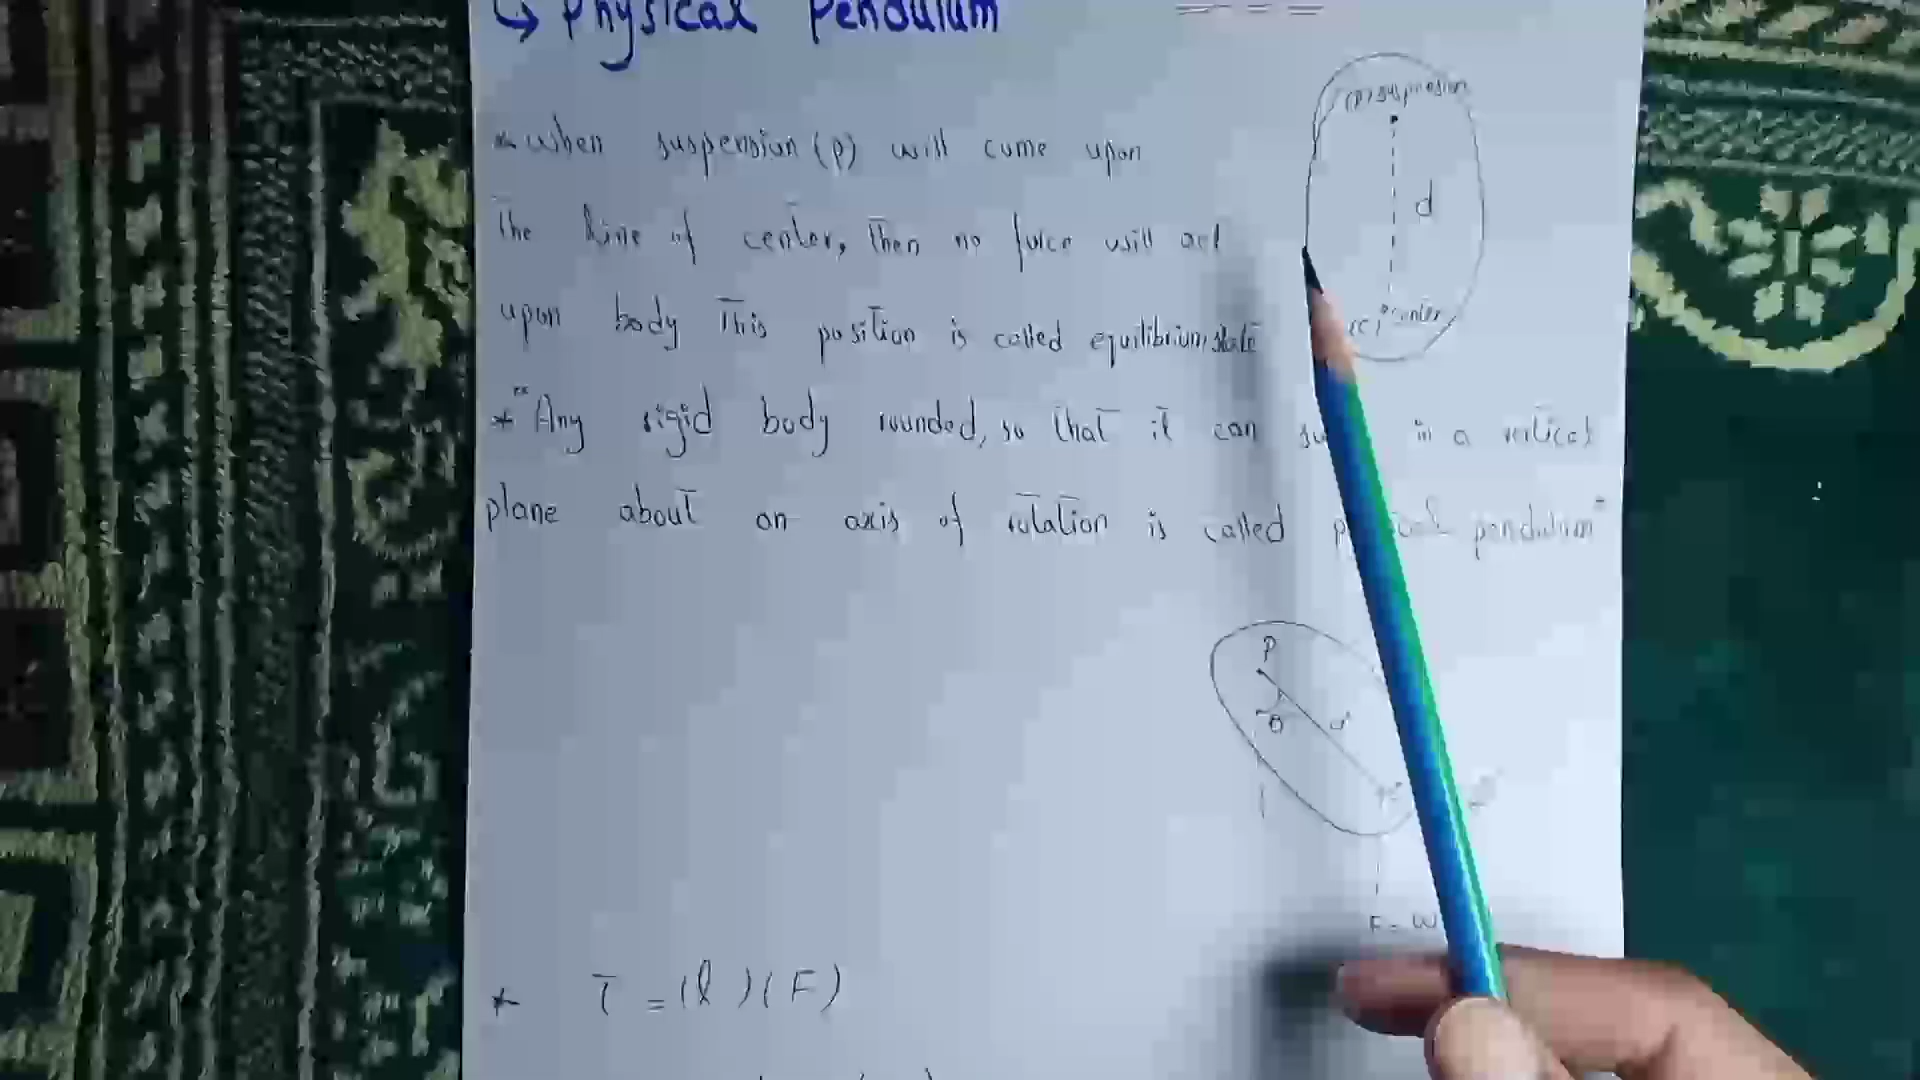 ↳ Physical Pendulum
(P) suspension
* When suspension (P) will come upon
The line of center, Then no force will act
d
upon body This position is called equilibrium state
(c) center
* "Any rigid body rounded, so That it can in a vertical
plane about an axis of rotation is called pendulum"
P
θ
d
F = W
* T = (l)(F)